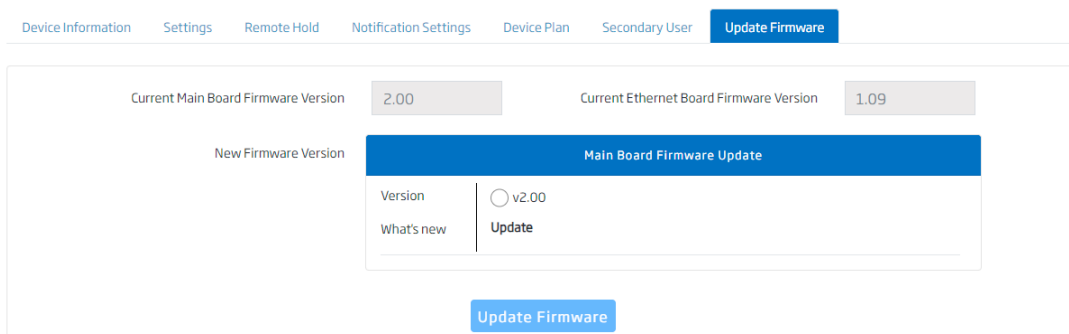 Device Information Settings Remote Hold Notification Settings Device Plan Secondary User Update Firmware
Current Main Board Firmware Version 2.00 Current Ethernet Board Firmware Version 1.09
New Firmware Version Main Board Firmware Update
Version v2.00
What's new Update
Update Firmware